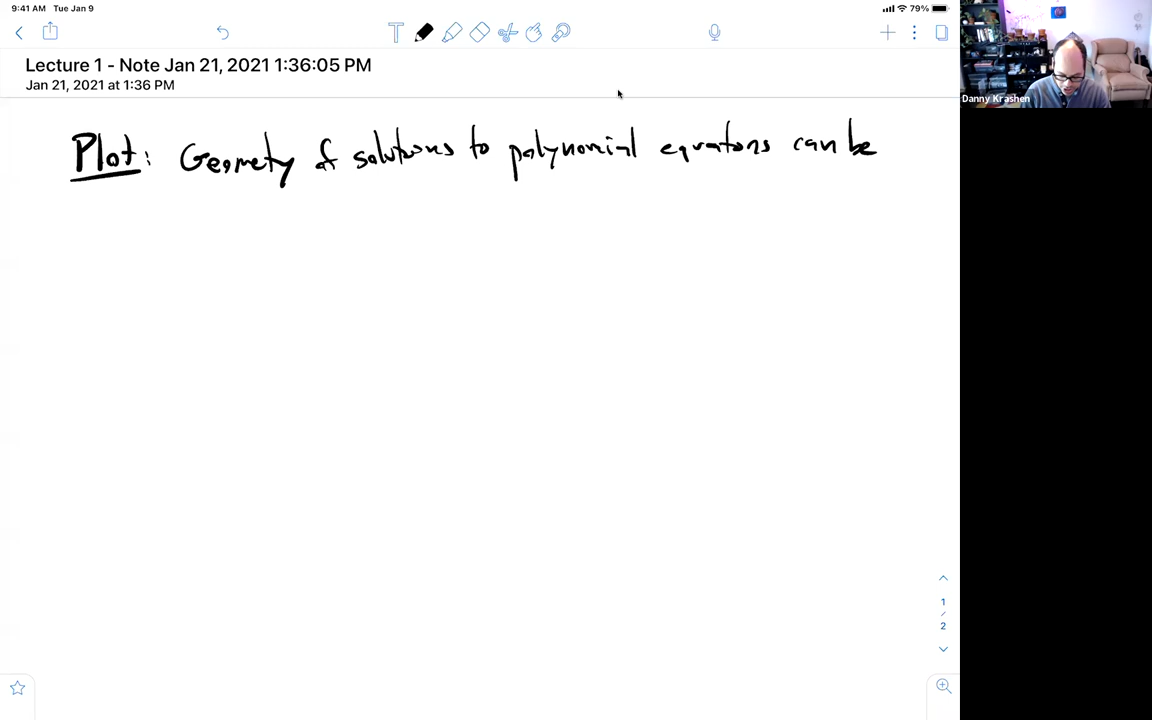 9:41 AM Tue Jan 9
79%
T
Lecture 1 - Note Jan 21, 2021 1:36:05 PM
Jan 21, 2021 at 1:36 PM
Danny Krashen
Plot: Geometry of solutions to polynomial equations can be
1
/
2